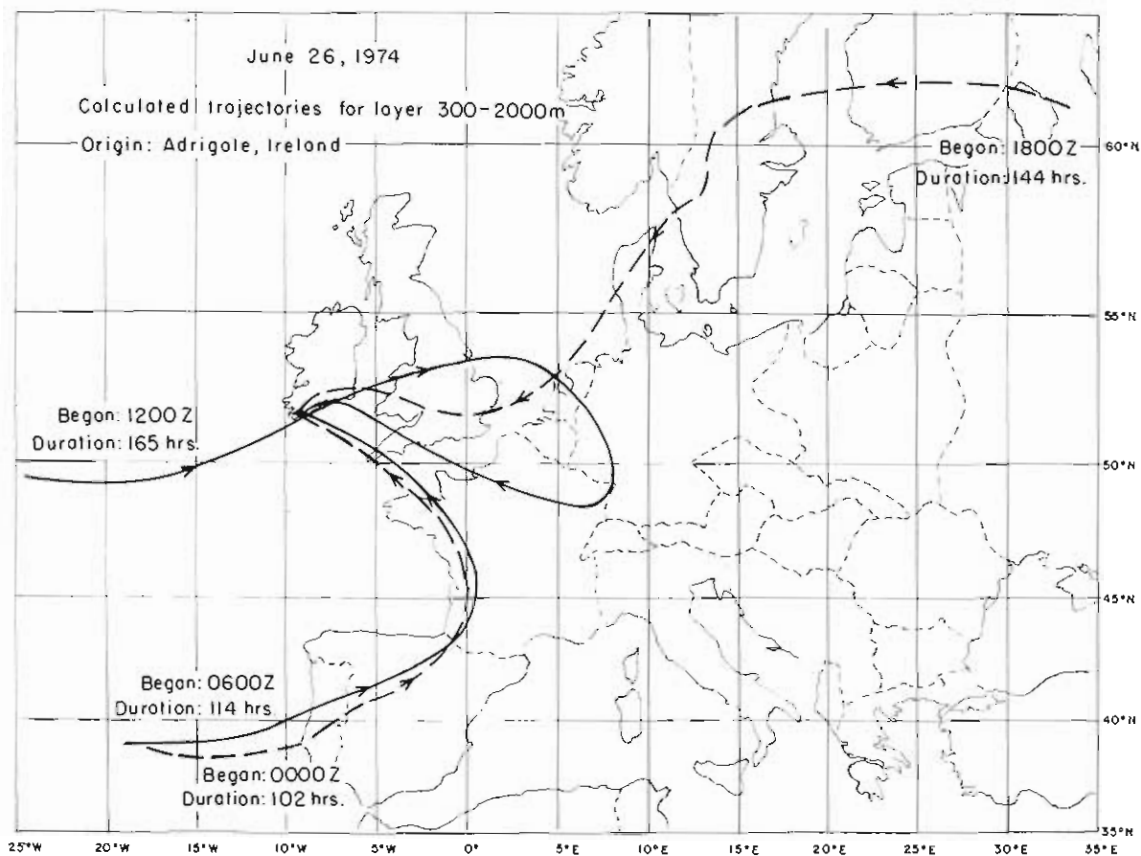 June 26, 1974
Calculated trajectories for layer 300-2000m
Origin: Adrigole, Ireland
Began: 1800Z
Duration: 144 hrs.
60°N
55°N
Began: 1200Z
Duration: 165 hrs.
50°N
45°N
Began: 0600Z
Duration: 114 hrs
40°N
Began: 0000Z
Duration: 102 hrs.
35°N
25°W 20°W 15°W 10°W 5°W 0° 5°E 10°E 15°E 20°E 25°E 30°E 35°E